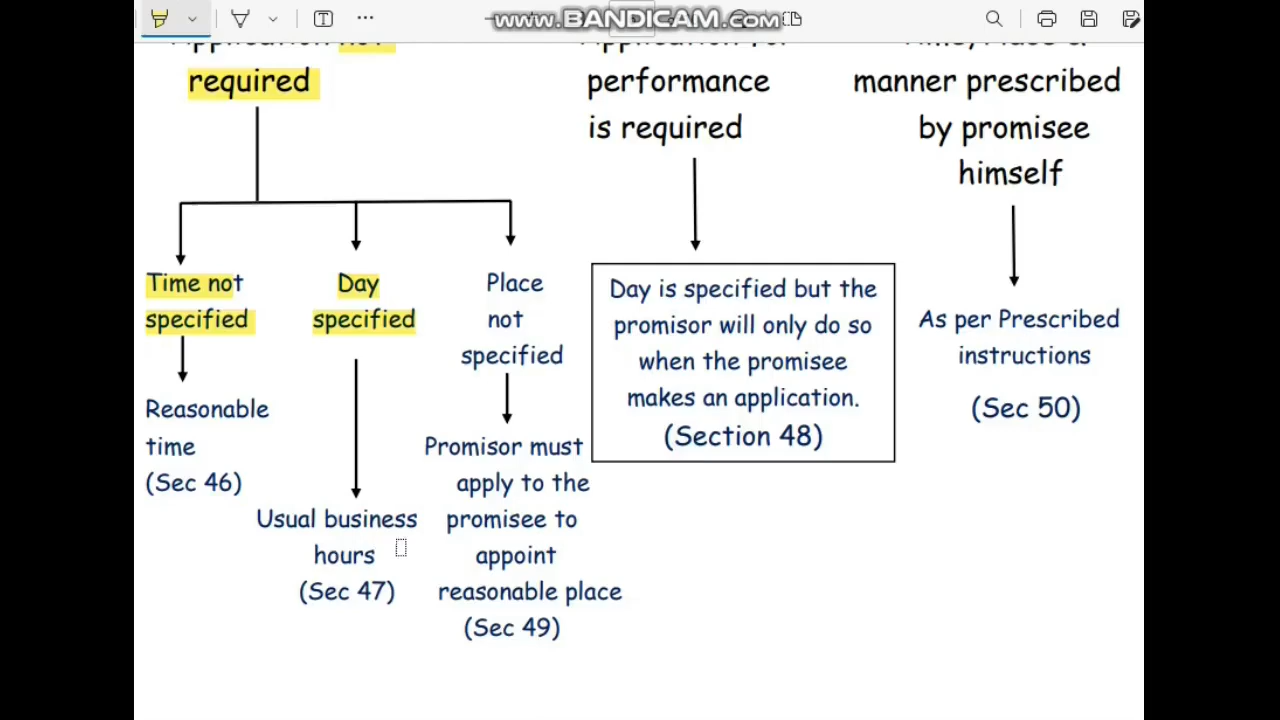 www.BANDICAM.com
required
Time not
specified
Reasonable
time
(Sec 46)
Day
specified
Usual business
hours
(Sec 47)
Place
not
specified
Promisor must
apply to the
promisee to
appoint
reasonable place
(Sec 49)
performance
is required
Day is specified but the
promisor will only do so
when the promisee
makes an application.
(Section 48)
manner prescribed
by promisee
himself
As per Prescribed
instructions
(Sec 50)